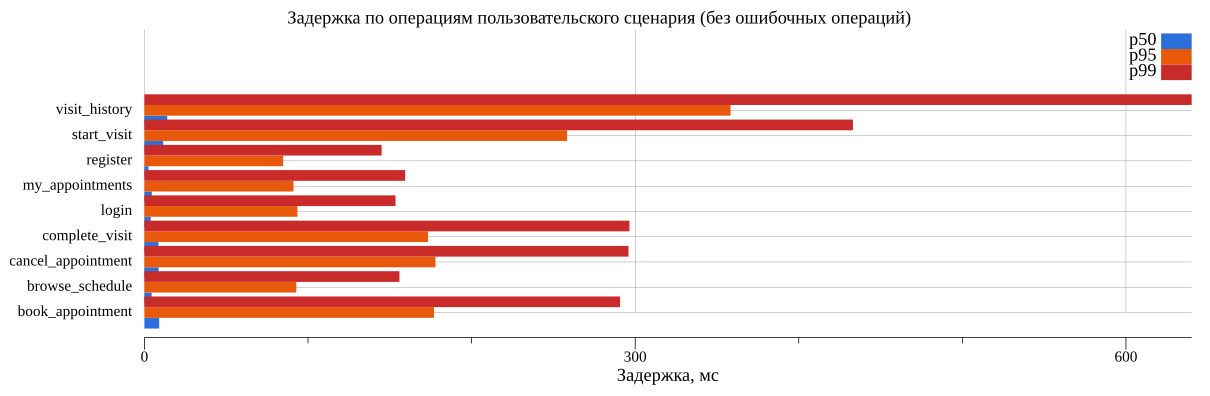 Задержка по операциям пользовательского сценария (без ошибочных операций)
p50
p95
p99
visit_history
start_visit
register
my_appointments
login
complete_visit
cancel_appointment
browse_schedule
book_appointment
0
300
600
Задержка, мс